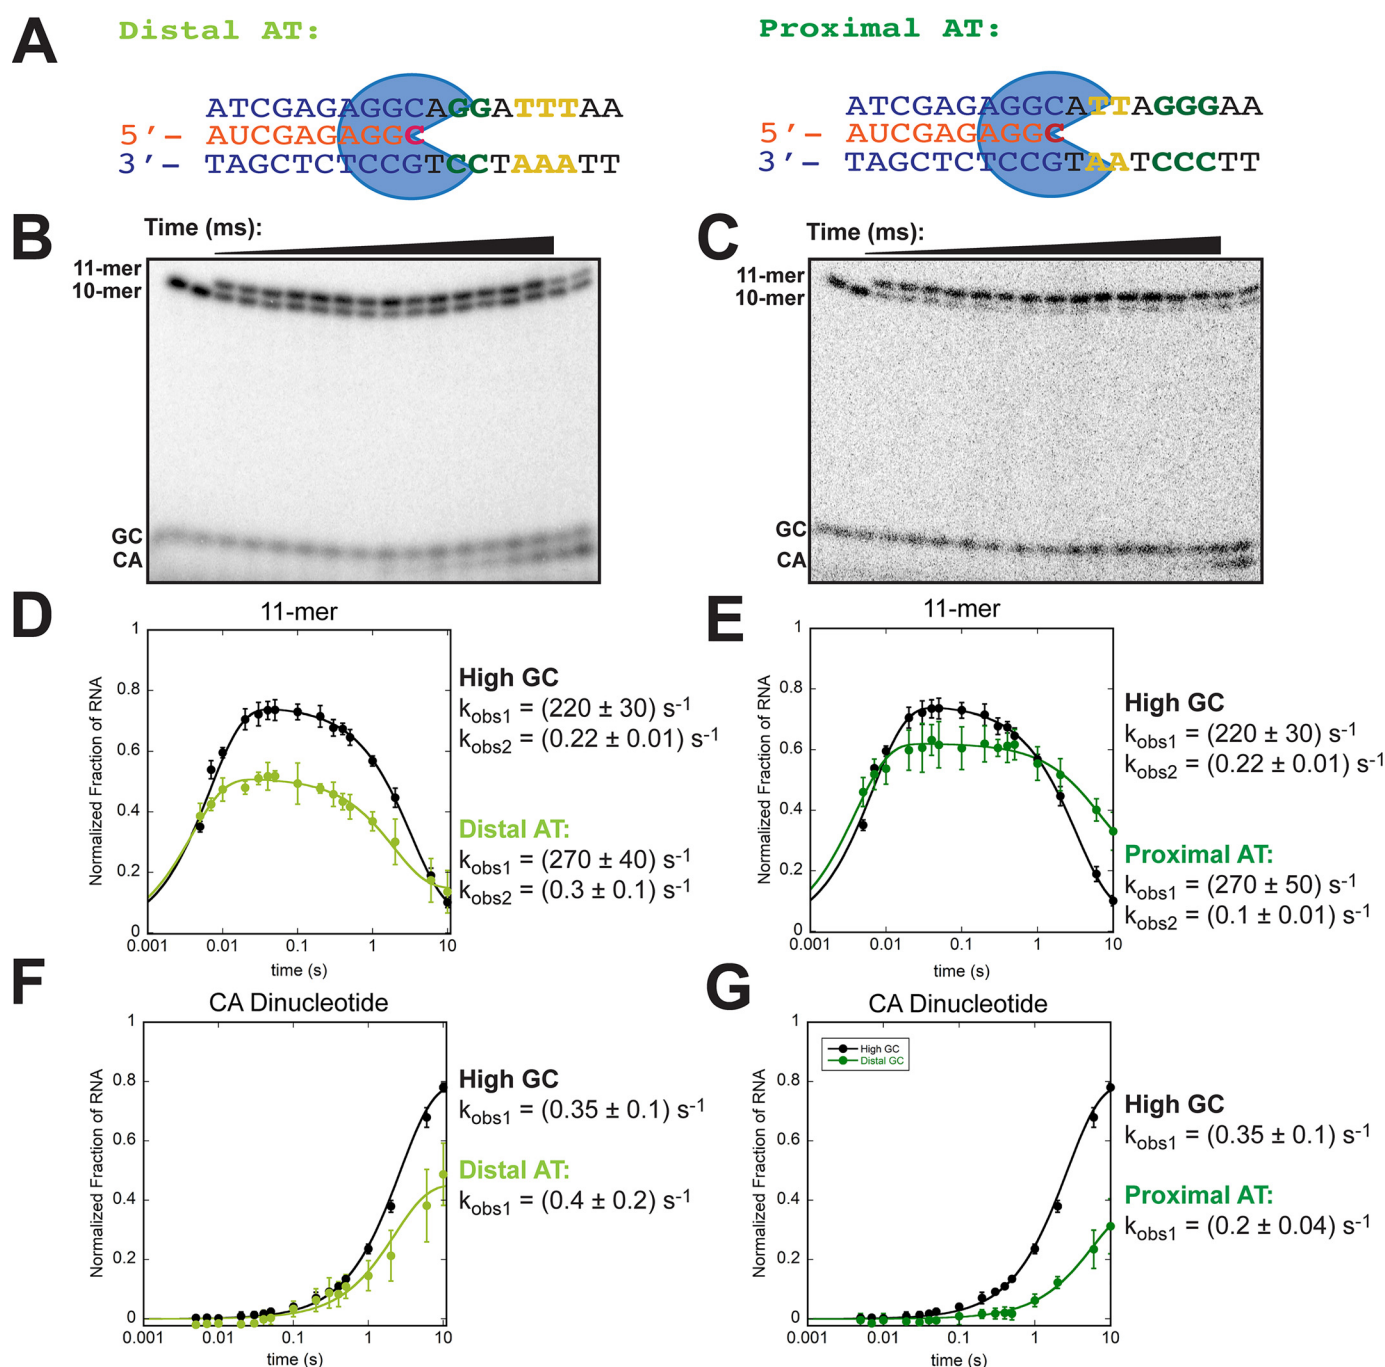 A
Distal AT:
ATCGAGAGGCAGGATTTAA
5'– AUCGAGAGGC
3'– TAGCTCTCCGTCCTAAATT
Proximal AT:
ATCGAGAGGCATTAGGGAA
5'– AUCGAGAGGC
3'– TAGCTCTCCGTAATCCCTT
B
Time (ms):
11-mer
10-mer
GC
CA
C
Time (ms):
11-mer
10-mer
GC
CA
D
11-mer
Normalized Fraction of RNA
1
0.8
0.6
0.4
0.2
0
0.001 0.01 0.1 1 10
time (s)
High GC
kobs1 = (220 ± 30) s-1
kobs2 = (0.22 ± 0.01) s-1
Distal AT:
kobs1 = (270 ± 40) s-1
kobs2 = (0.3 ± 0.1) s-1
E
11-mer
Normalized Fraction of RNA
1
0.8
0.6
0.4
0.2
0
0.001 0.01 0.1 1 10
time (s)
High GC
kobs1 = (220 ± 30) s-1
kobs2 = (0.22 ± 0.01) s-1
Proximal AT:
kobs1 = (270 ± 50) s-1
kobs2 = (0.1 ± 0.01) s-1
F
CA Dinucleotide
Normalized Fraction of RNA
1
0.8
0.6
0.4
0.2
0
0.001 0.01 0.1 1 10
time (s)
High GC
kobs1 = (0.35 ± 0.1) s-1
Distal AT:
kobs1 = (0.4 ± 0.2) s-1
G
CA Dinucleotide
Normalized Fraction of RNA
1
0.8
0.6
0.4
0.2
0
0.001 0.01 0.1 1 10
time (s)
High GC
Distal GC
High GC
kobs1 = (0.35 ± 0.1) s-1
Proximal AT:
kobs1 = (0.2 ± 0.04) s-1